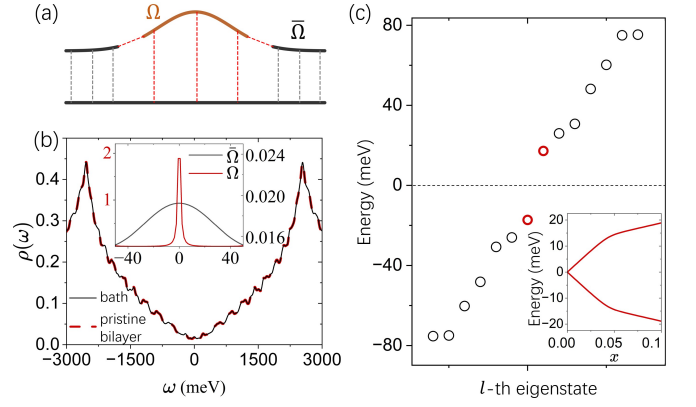 (a)
Ω
Ω̄
(b)
ρ(ω)
0.4
0.3
0.2
0.1
0.0
−3000
−1500
0
1500
3000
ω (meV)
bath
pristine
bilayer
2
1
Ω̄
Ω
0.024
0.020
0.016
−40
0
40
(c)
Energy (meV)
80
40
0
−40
−80
l-th eigenstate
Energy (meV)
20
10
0
−10
−20
0.00
0.05
0.1
x